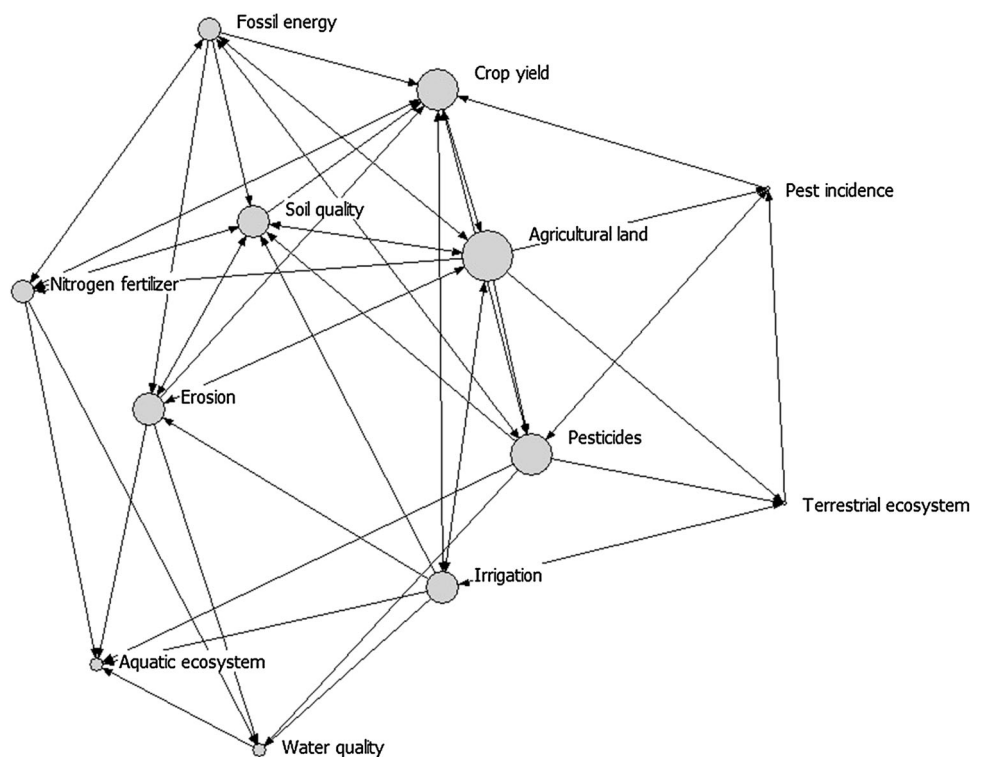 Fossil energy
Crop yield
Pest incidence
Soil quality
Agricultural land
Nitrogen fertilizer
Erosion
Pesticides
Terrestrial ecosystem
Irrigation
Aquatic ecosystem
Water quality